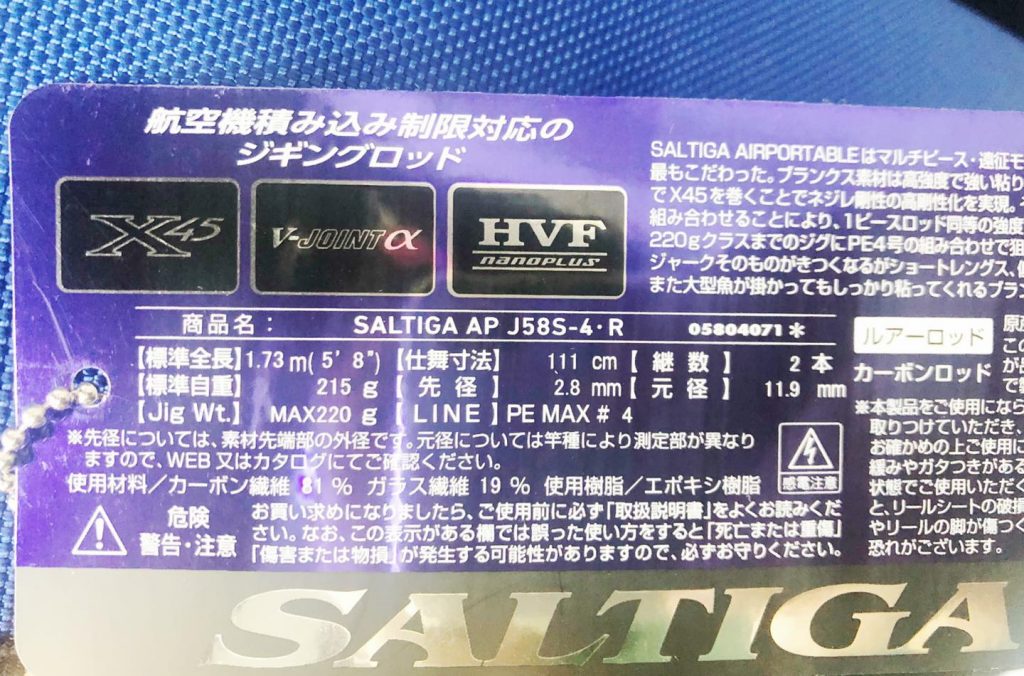 航空機積み込み制限対応の
ジギングロッド
X45
V-JOINT α
HVF
nanoplus
SALTIGA AIRPORTABLEはマルチピース・遠征モ
最もこだわった。ブランクス素材は高強度で強い粘り
でX45を巻くことでネジレ剛性の高剛性化を実現。
組み合わせることにより、1ピースロッド同等の強度
220gクラスまでのジグにPE4号の組み合わせで狙
ジャークそのものがきつくなるがショートレングス、
また大型魚が掛かってもしっかり粘ってくれるブラン
商品名: SALTIGA AP J58S-4・R 05804071*
【標準全長】1.73m(5'8")【仕舞寸法】 111 cm【継数】 2本
【標準自重】 215 g【先径】 2.8 mm【元径】 11.9 mm
【Jig Wt.】 MAX220 g【LINE】PE MAX # 4
※先径については、素材先端部の外径です。元径については竿種により測定部が異なり
ますので、WEB又はカタログにてご確認ください。
使用材料/カーボン繊維 81% ガラス繊維 19% 使用樹脂/エポキシ樹脂
感電注意
危険
警告・注意
お買い求めになりましたら、ご使用前に必ず「取扱説明書」をよくお読みくだ
さい。なお、この表示がある欄では誤った使い方をすると「死亡または重傷」
「傷害または物損」が発生する可能性がありますので、必ずお守りください。
ルアーロッド
カーボンロッド
※本製品をご使用になら
取りつけていただき、
お確かめの上ご使用に
緩みやガタつきがある
状態でご使用いただく
と、リールシートの破損
やリールの脚が傷つく
恐れがございます。
SALTIGA